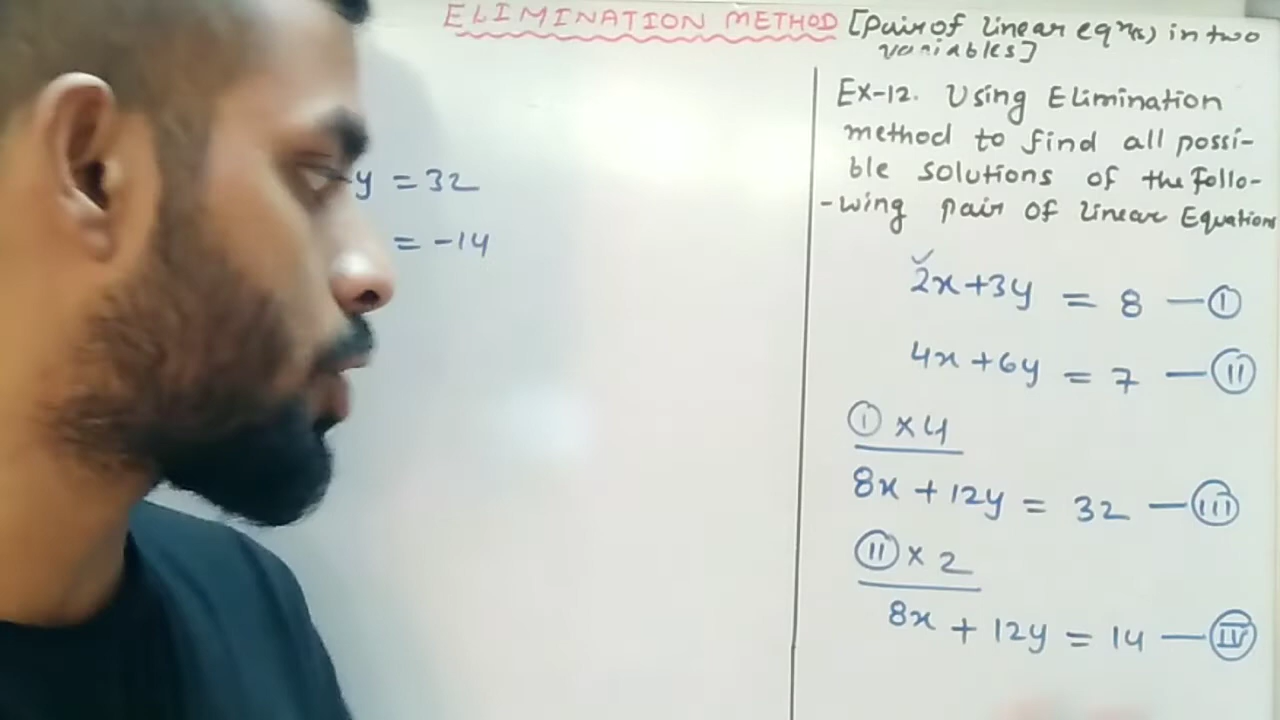 ELIMINATION METHOD [Pair of linear eqn(s) in two
variables]
y = 32
= -14
Ex-12. Using Elimination
method to find all possi-
ble solutions of the follo-
-wing pair of linear Equations
2x+3y = 8 — I
4x+6y = 7 — II
I × 4
8x + 12y = 32 — III
II × 2
8x + 12y = 14 — IV